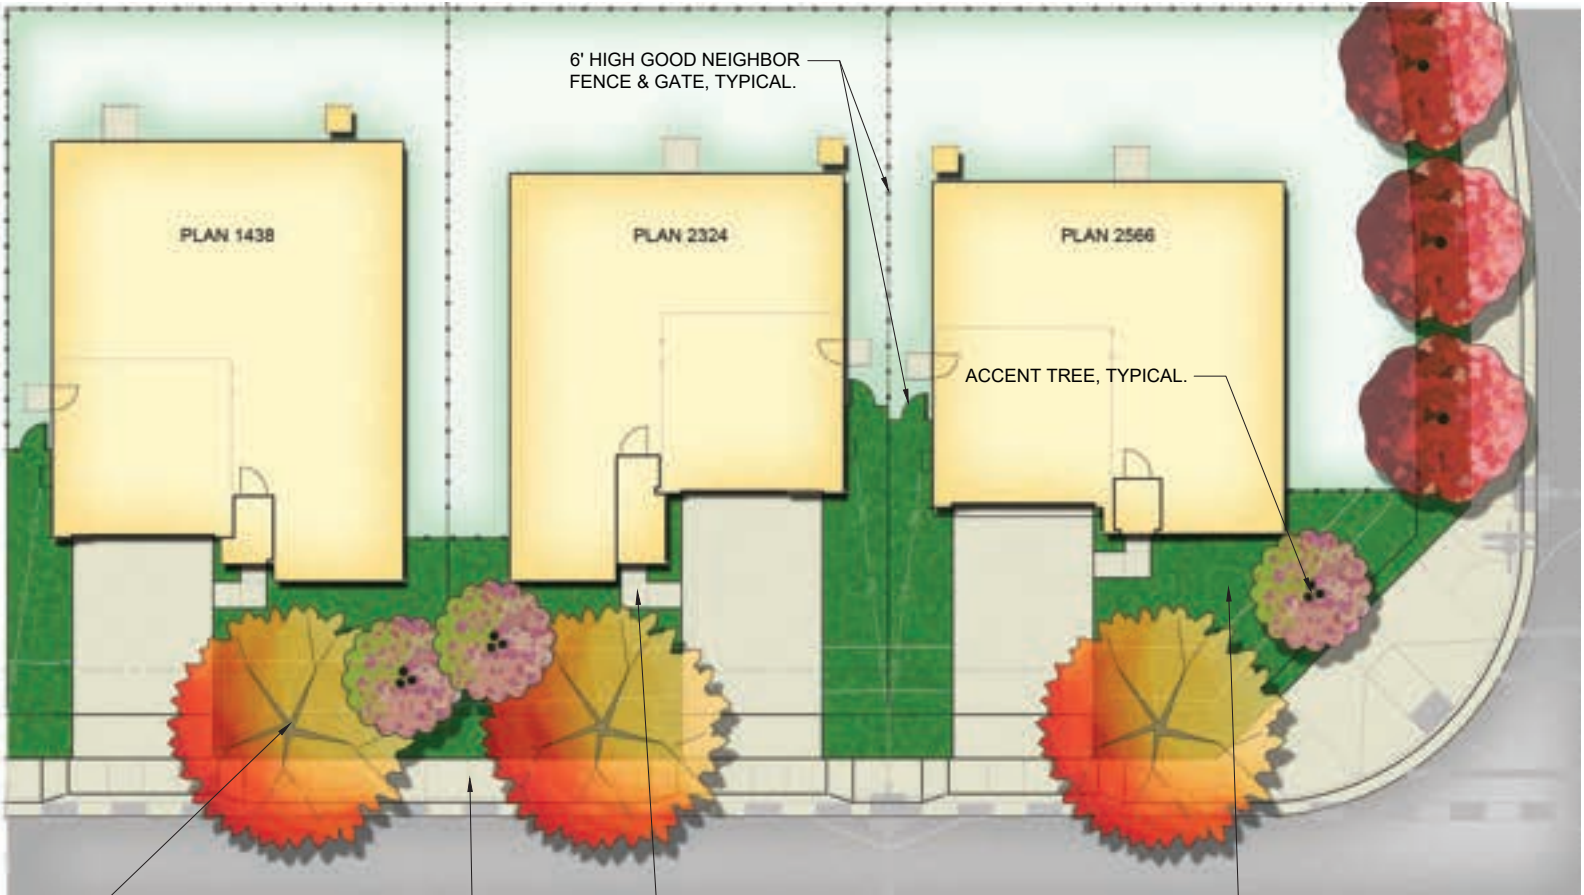 6' HIGH GOOD NEIGHBOR
FENCE & GATE, TYPICAL.
PLAN 1438
PLAN 2324
PLAN 2566
ACCENT TREE, TYPICAL.